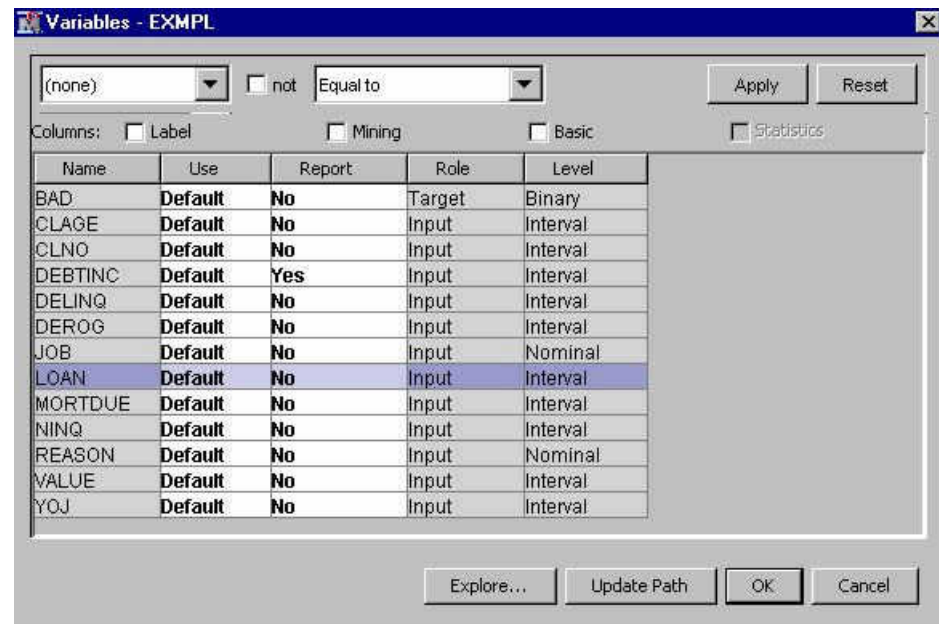 Variables - EXMPL
(none) not Equal to Apply Reset
Columns: Label Mining Basic Statistics
Name Use Report Role Level
BAD Default No Target Binary
CLAGE Default No Input Interval
CLNO Default No Input Interval
DEBTINC Default Yes Input Interval
DELINQ Default No Input Interval
DEROG Default No Input Interval
JOB Default No Input Nominal
LOAN Default No Input Interval
MORTDUE Default No Input Interval
NINQ Default No Input Interval
REASON Default No Input Nominal
VALUE Default No Input Interval
YOJ Default No Input Interval
Explore... Update Path OK Cancel